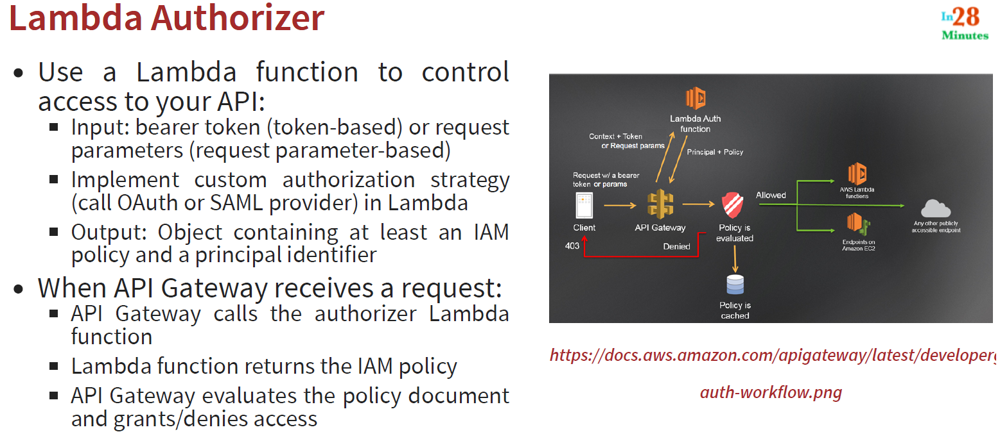 Lambda Authorizer
In28
Minutes
• Use a Lambda function to control
access to your API:
▪ Input: bearer token (token-based) or request
parameters (request parameter-based)
▪ Implement custom authorization strategy
(call OAuth or SAML provider) in Lambda
▪ Output: Object containing at least an IAM
policy and a principal identifier
• When API Gateway receives a request:
▪ API Gateway calls the authorizer Lambda
function
▪ Lambda function returns the IAM policy
▪ API Gateway evaluates the policy document
and grants/denies access
Lambda Auth
function
Context + Token
or Request params
Principal + Policy
Request w/ a bearer
token or params
Client
API Gateway
Policy is
evaluated
Allowed
403
Denied
Policy is
cached
AWS Lambda
functions
Endpoints on
Amazon EC2
Any other publicly
accessible endpoint
https://docs.aws.amazon.com/apigateway/latest/developer
auth-workflow.png